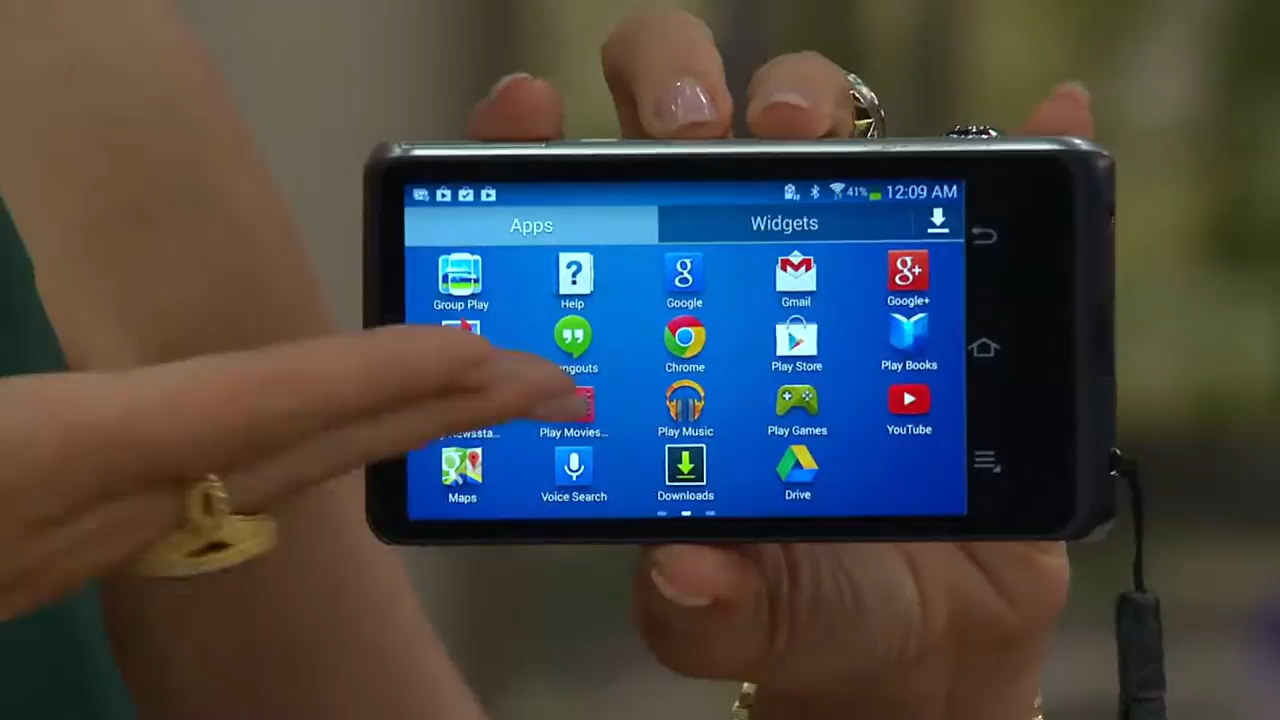 41% 12:09 AM
Apps Widgets
Group Play Help Google Gmail Google+
Chrome Play Store Play Books
Play Movies... Play Music Play Games YouTube
Maps Voice Search Downloads Drive